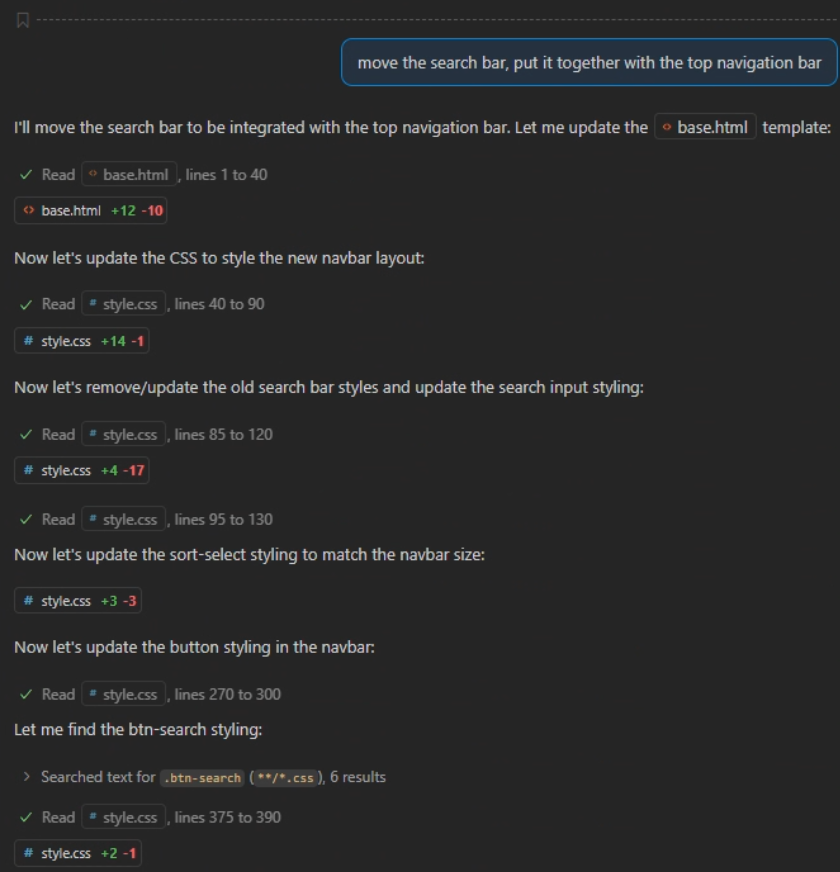 move the search bar, put it together with the top navigation bar
I'll move the search bar to be integrated with the top navigation bar. Let me update the <> base.html template:
✓ Read <> base.html, lines 1 to 40
<> base.html +12 -10
Now let's update the CSS to style the new navbar layout:
✓ Read # style.css, lines 40 to 90
# style.css +14 -1
Now let's remove/update the old search bar styles and update the search input styling:
✓ Read # style.css, lines 85 to 120
# style.css +4 -17
✓ Read # style.css, lines 95 to 130
Now let's update the sort-select styling to match the navbar size:
# style.css +3 -3
Now let's update the button styling in the navbar:
✓ Read # style.css, lines 270 to 300
Let me find the btn-search styling:
> Searched text for .btn-search (**/*.css), 6 results
✓ Read # style.css, lines 375 to 390
# style.css +2 -1